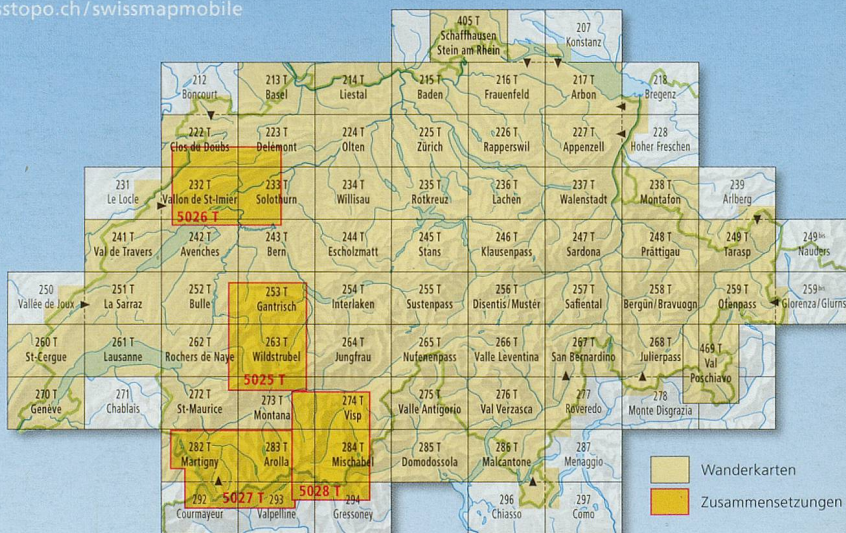 sstopo.ch/swissmapmobile
405 T
Schaffhausen
Stein am Rhein
207
Konstanz
212
Boncourt
213 T
Basel
214 T
Liestal
215 T
Baden
216 T
Frauenfeld
217 T
Arbon
218
Bregenz
222 T
Clos du Doubs
223 T
Delémont
224 T
Olten
225 T
Zürich
226 T
Rapperswil
227 T
Appenzell
228
Hoher Freschen
231
Le Locle
232 T
Vallon de St-Imier
5026 T
233 T
Solothurn
234 T
Willisau
235 T
Rotkreuz
236 T
Lachen
237 T
Walenstadt
238 T
Montafon
239
Arlberg
241 T
Val de Travers
242 T
Avenches
243 T
Bern
244 T
Escholzmatt
245 T
Stans
246 T
Klausenpass
247 T
Sardona
248 T
Prättigau
249 T
Tarasp
249 bis
Nauders
250
Vallée de Joux
251 T
La Sarraz
252 T
Bulle
253 T
Gantrisch
254 T
Interlaken
255 T
Sustenpass
256 T
Disentis/Mustér
257 T
Safiental
258 T
Bergün/Bravuogn
259 T
Ofenpass
259 bis
Glorenza/Glurns
260 T
St-Cergue
261 T
Lausanne
262 T
Rochers de Naye
263 T
Wildstrubel
5025 T
264 T
Jungfrau
265 T
Nufenenpass
266 T
Valle Leventina
267 T
San Bernardino
268 T
Julierpass
469 T
Val
Poschiavo
270 T
Genève
271
Chablais
272 T
St-Maurice
273 T
Montana
274 T
Visp
275 T
Valle Antigorio
276 T
Val Verzasca
277
Roveredo
278
Monte Disgrazia
282 T
Martigny
283 T
Arolla
284 T
Mischabel
285 T
Domodossola
286 T
Malcantone
287
Menaggio
292
Courmayeur
5027 T
293
Valpelline
5028 T
294
Gressoney
296
Chiasso
297
Como
Wanderkarten
Zusammensetzungen